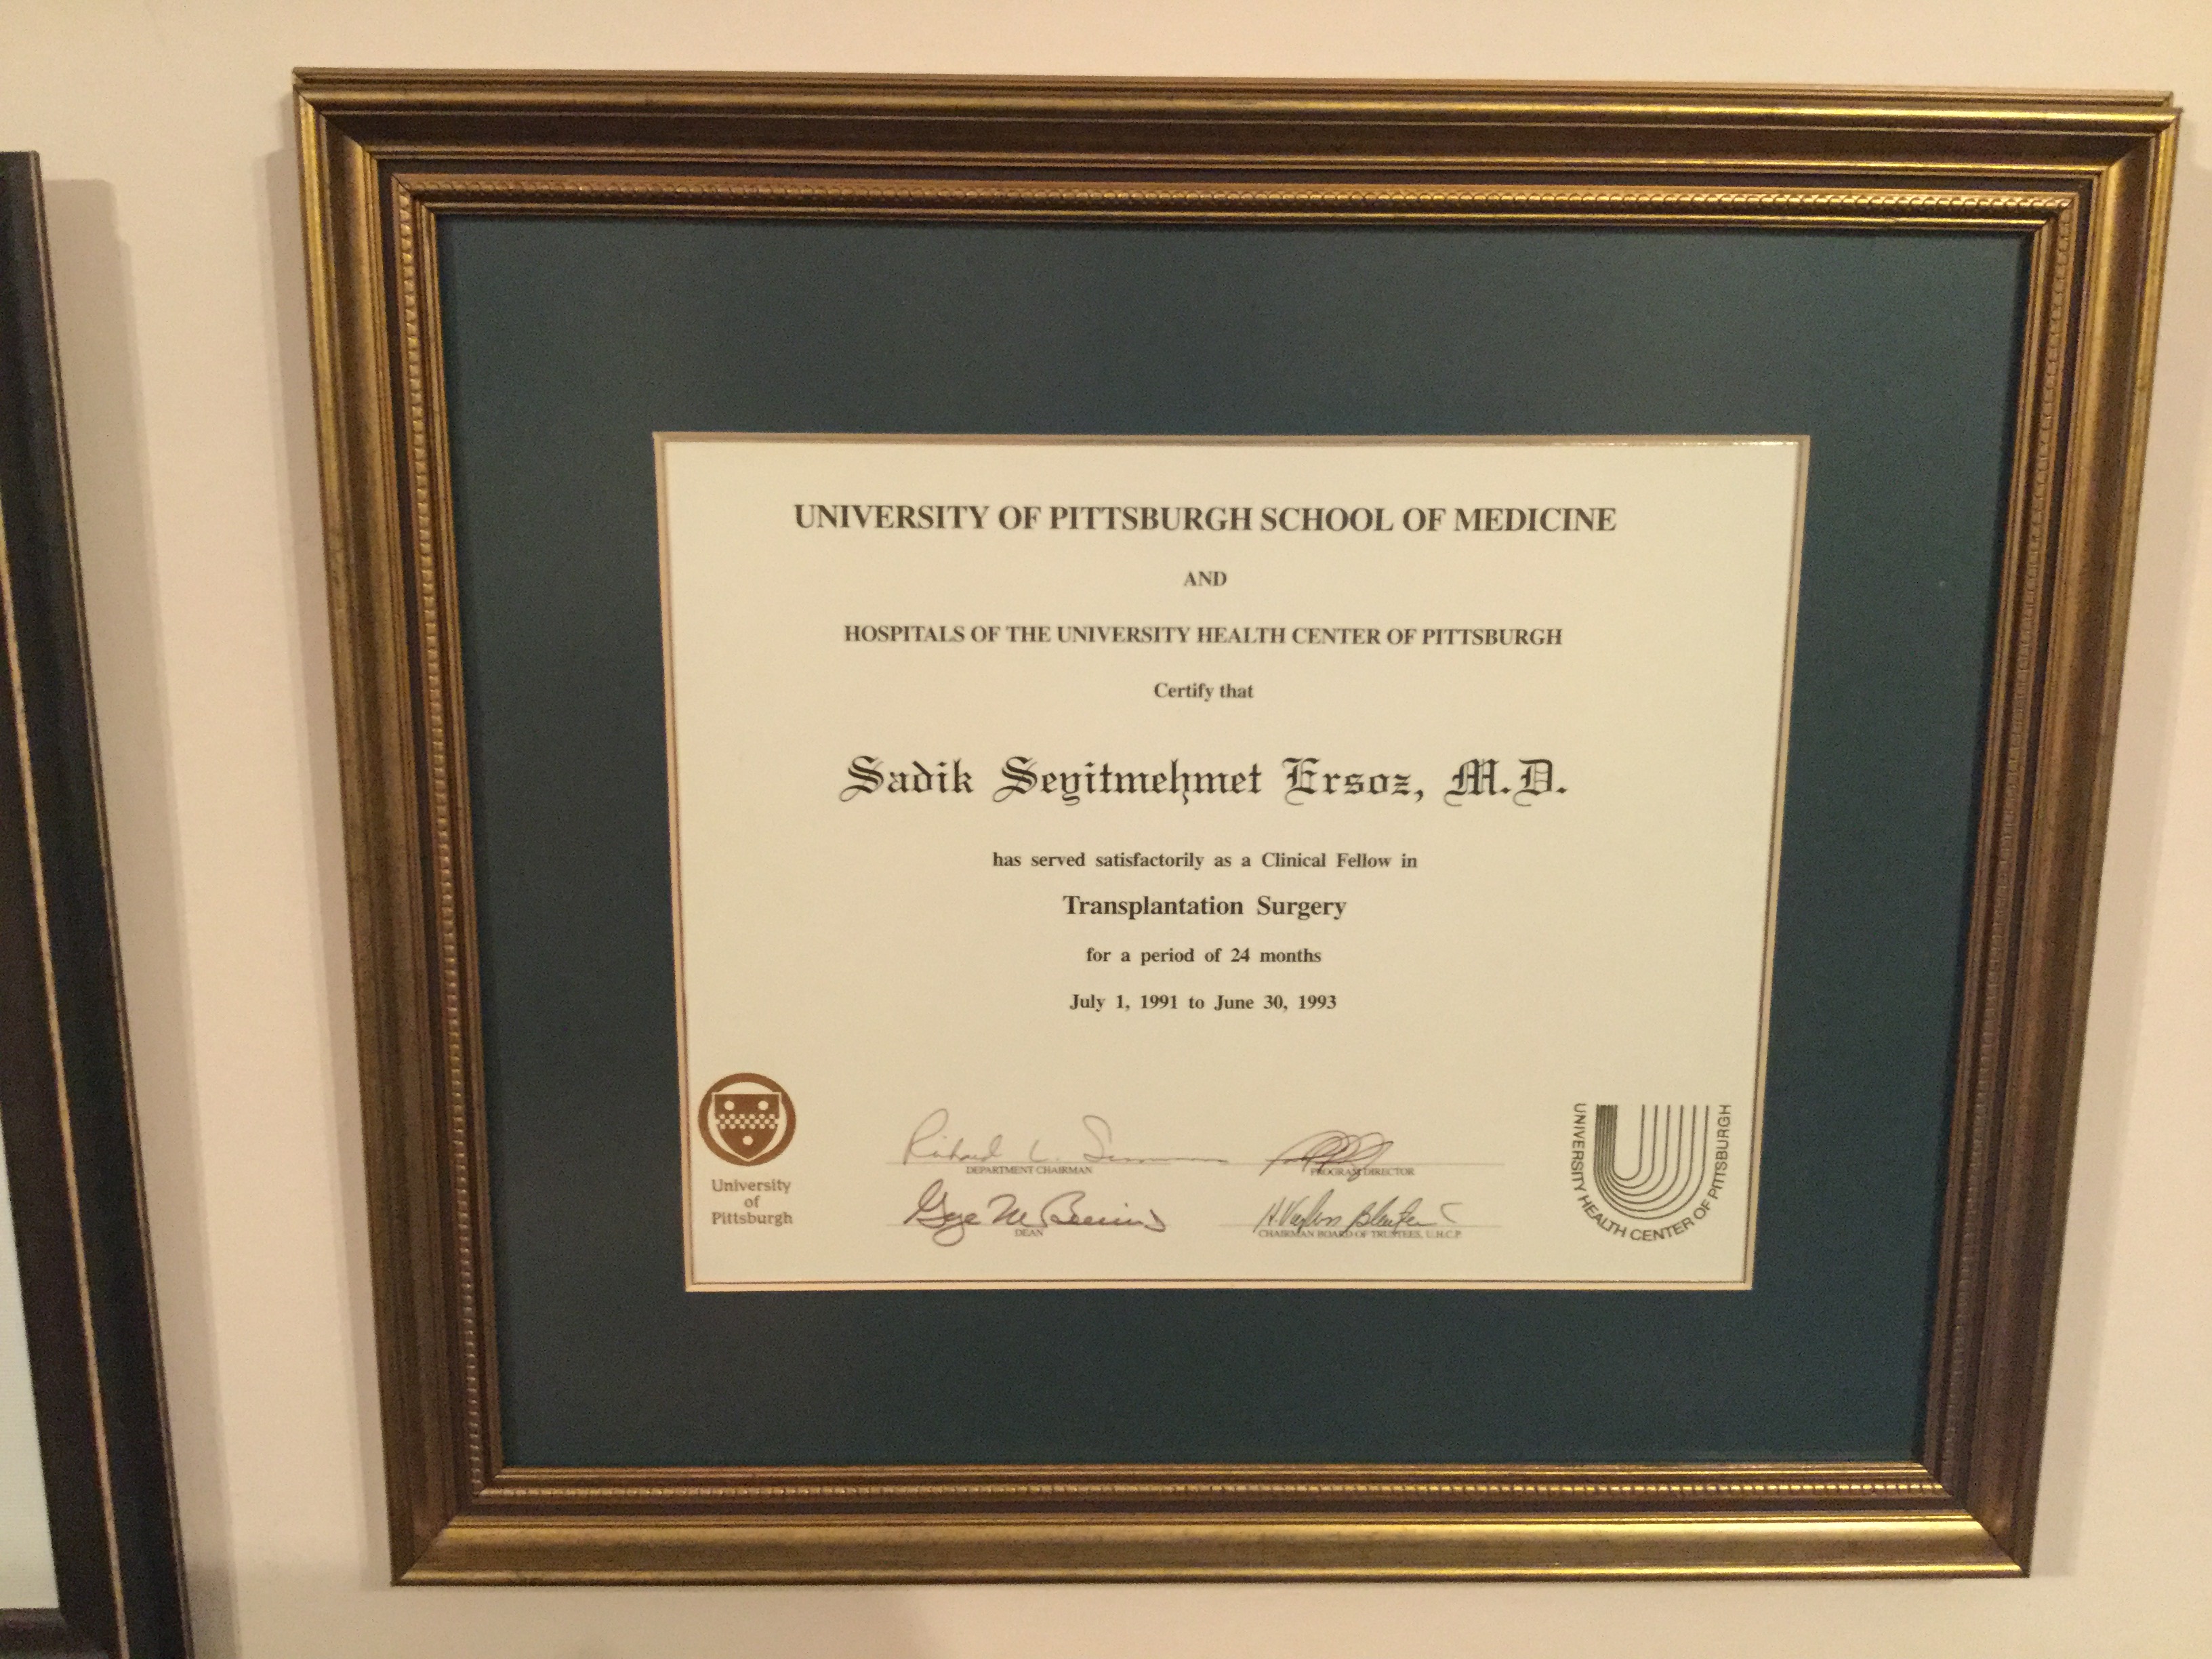 UNIVERSITY OF PITTSBURGH SCHOOL OF MEDICINE
AND
HOSPITALS OF THE UNIVERSITY HEALTH CENTER OF PITTSBURGH
Certify that
Sadik Seyitmehmet Ersoz, M.D.
has served satisfactorily as a Clinical Fellow in
Transplantation Surgery
for a period of 24 months
July 1, 1991 to June 30, 1993
University
of
Pittsburgh
Richard L. Simmons
DEPARTMENT CHAIRMAN
PROGRAM DIRECTOR
DEAN
CHAIRMAN BOARD OF TRUSTEES, U.H.C.P.
UNIVERSITY HEALTH CENTER OF PITTSBURGH